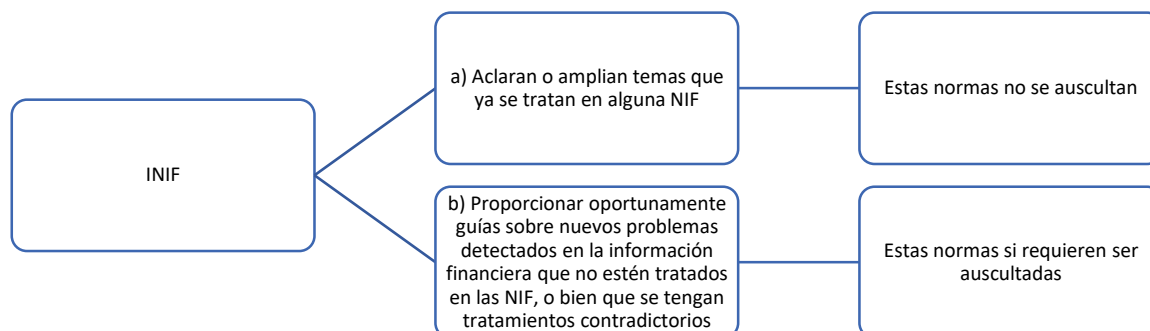 INIF
a) Aclaran o amplian temas que
ya se tratan en alguna NIF
Estas normas no se auscultan
b) Proporcionar oportunamente
guías sobre nuevos problemas
detectados en la información
financiera que no estén tratados
en las NIF, o bien que se tengan
tratamientos contradictorios
Estas normas si requieren ser
auscultadas